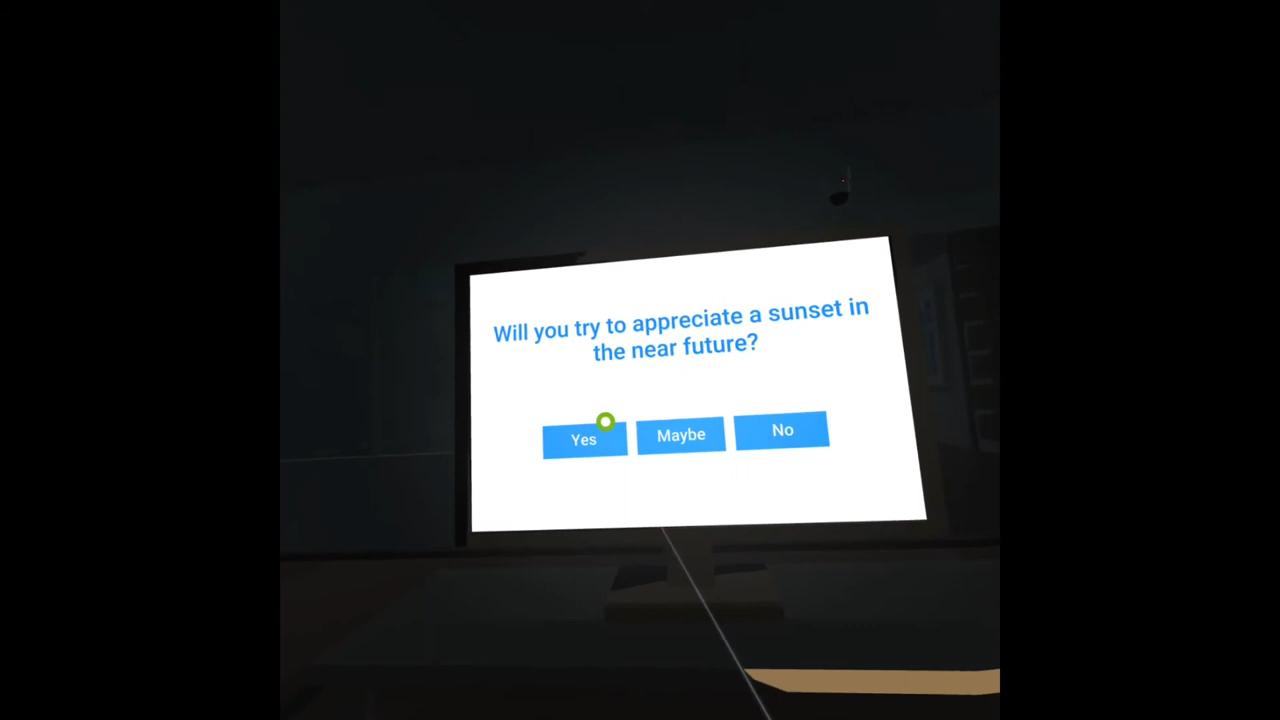 Will you try to appreciate a sunset in
the near future?
Yes Maybe No